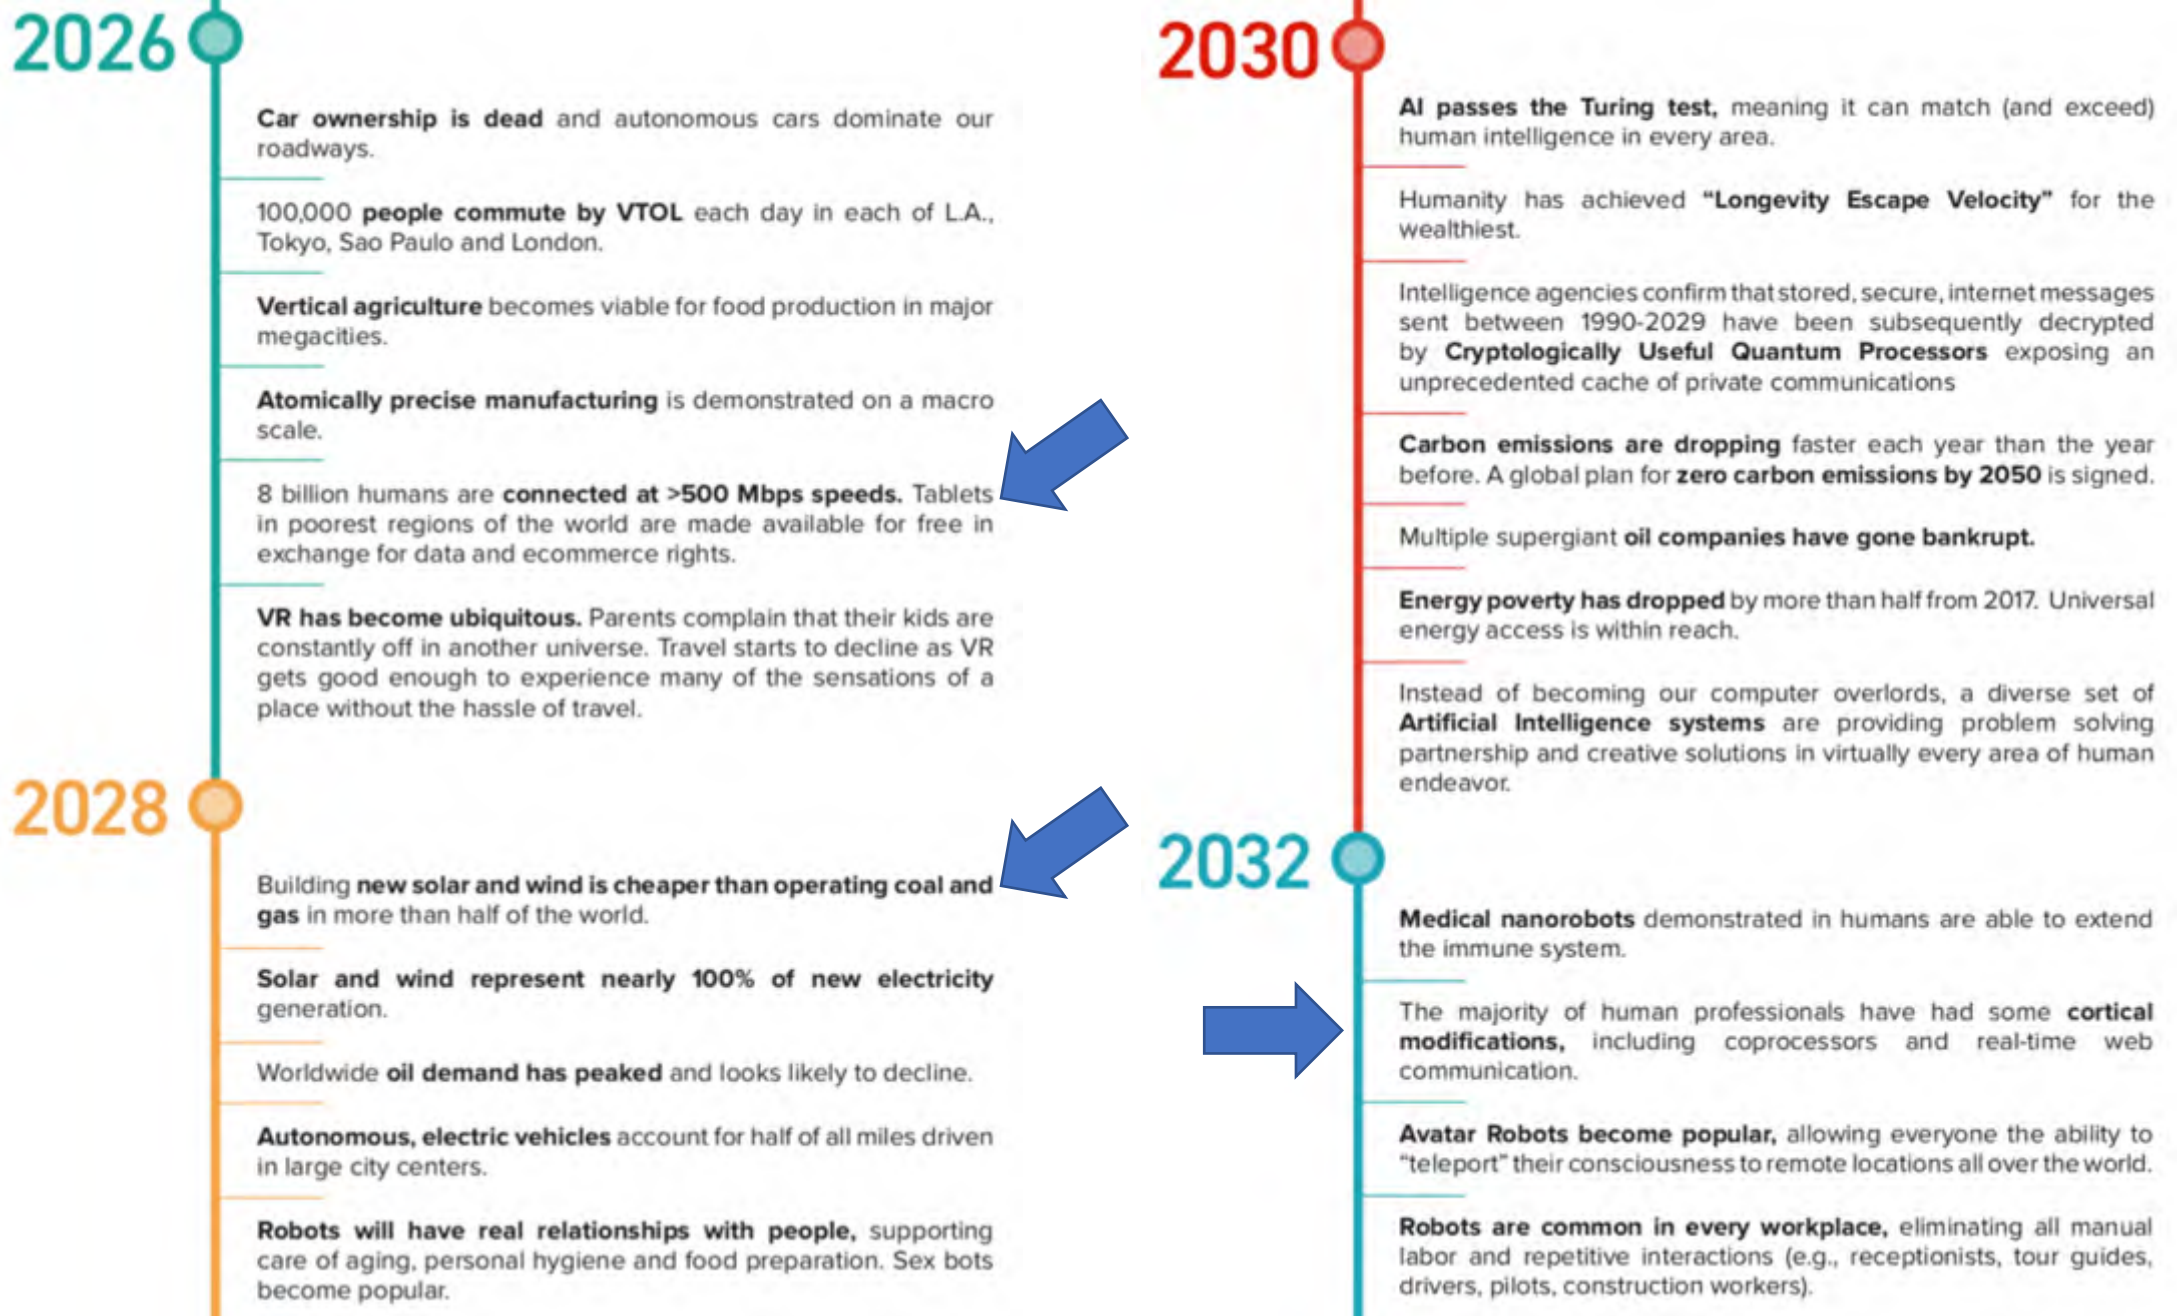 2026
Car ownership is dead and autonomous cars dominate our
roadways.
100,000 people commute by VTOL each day in each of L.A.,
Tokyo, Sao Paulo and London.
Vertical agriculture becomes viable for food production in major
megacities.
Atomically precise manufacturing is demonstrated on a macro
scale.
8 billion humans are connected at >500 Mbps speeds. Tablets
in poorest regions of the world are made available for free in
exchange for data and ecommerce rights.
VR has become ubiquitous. Parents complain that their kids are
constantly off in another universe. Travel starts to decline as VR
gets good enough to experience many of the sensations of a
place without the hassle of travel.
2028
Building new solar and wind is cheaper than operating coal and
gas in more than half of the world.
Solar and wind represent nearly 100% of new electricity
generation.
Worldwide oil demand has peaked and looks likely to decline.
Autonomous, electric vehicles account for half of all miles driven
in large city centers.
Robots will have real relationships with people, supporting
care of aging, personal hygiene and food preparation. Sex bots
become popular.
2030
AI passes the Turing test, meaning it can match (and exceed)
human intelligence in every area.
Humanity has achieved “Longevity Escape Velocity” for the
wealthiest.
Intelligence agencies confirm that stored, secure, internet messages
sent between 1990-2029 have been subsequently decrypted
by Cryptologically Useful Quantum Processors exposing an
unprecedented cache of private communications
Carbon emissions are dropping faster each year than the year
before. A global plan for zero carbon emissions by 2050 is signed.
Multiple supergiant oil companies have gone bankrupt.
Energy poverty has dropped by more than half from 2017. Universal
energy access is within reach.
Instead of becoming our computer overlords, a diverse set of
Artificial Intelligence systems are providing problem solving
partnership and creative solutions in virtually every area of human
endeavor.
2032
Medical nanorobots demonstrated in humans are able to extend
the immune system.
The majority of human professionals have had some cortical
modifications, including coprocessors and real-time web
communication.
Avatar Robots become popular, allowing everyone the ability to
“teleport” their consciousness to remote locations all over the world.
Robots are common in every workplace, eliminating all manual
labor and repetitive interactions (e.g., receptionists, tour guides,
drivers, pilots, construction workers).